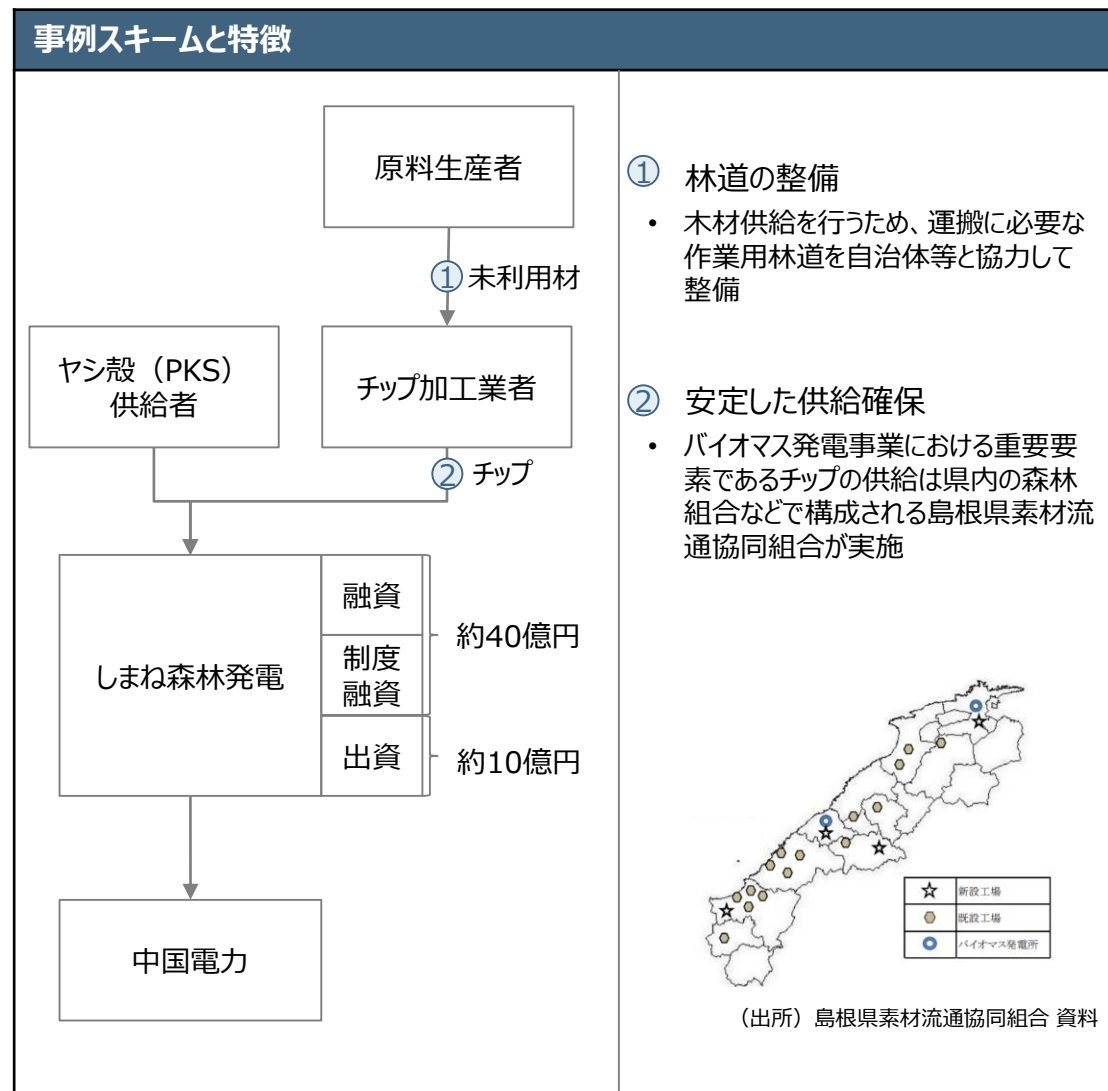 事例スキームと特徴
原料生産者
① 未利用材
ヤシ殻（PKS）
供給者
チップ加工業者
② チップ
しまね森林発電
融資
制度
融資
約40億円
出資
約10億円
中国電力
① 林道の整備
• 木材供給を行うため、運搬に必要な
作業用林道を自治体等と協力して
整備
② 安定した供給確保
• バイオマス発電事業における重要要
素であるチップの供給は県内の森林
組合などで構成される島根県素材流
通協同組合が実施
新設工場
既設工場
バイオマス発電所
（出所）島根県素材流通協同組合 資料